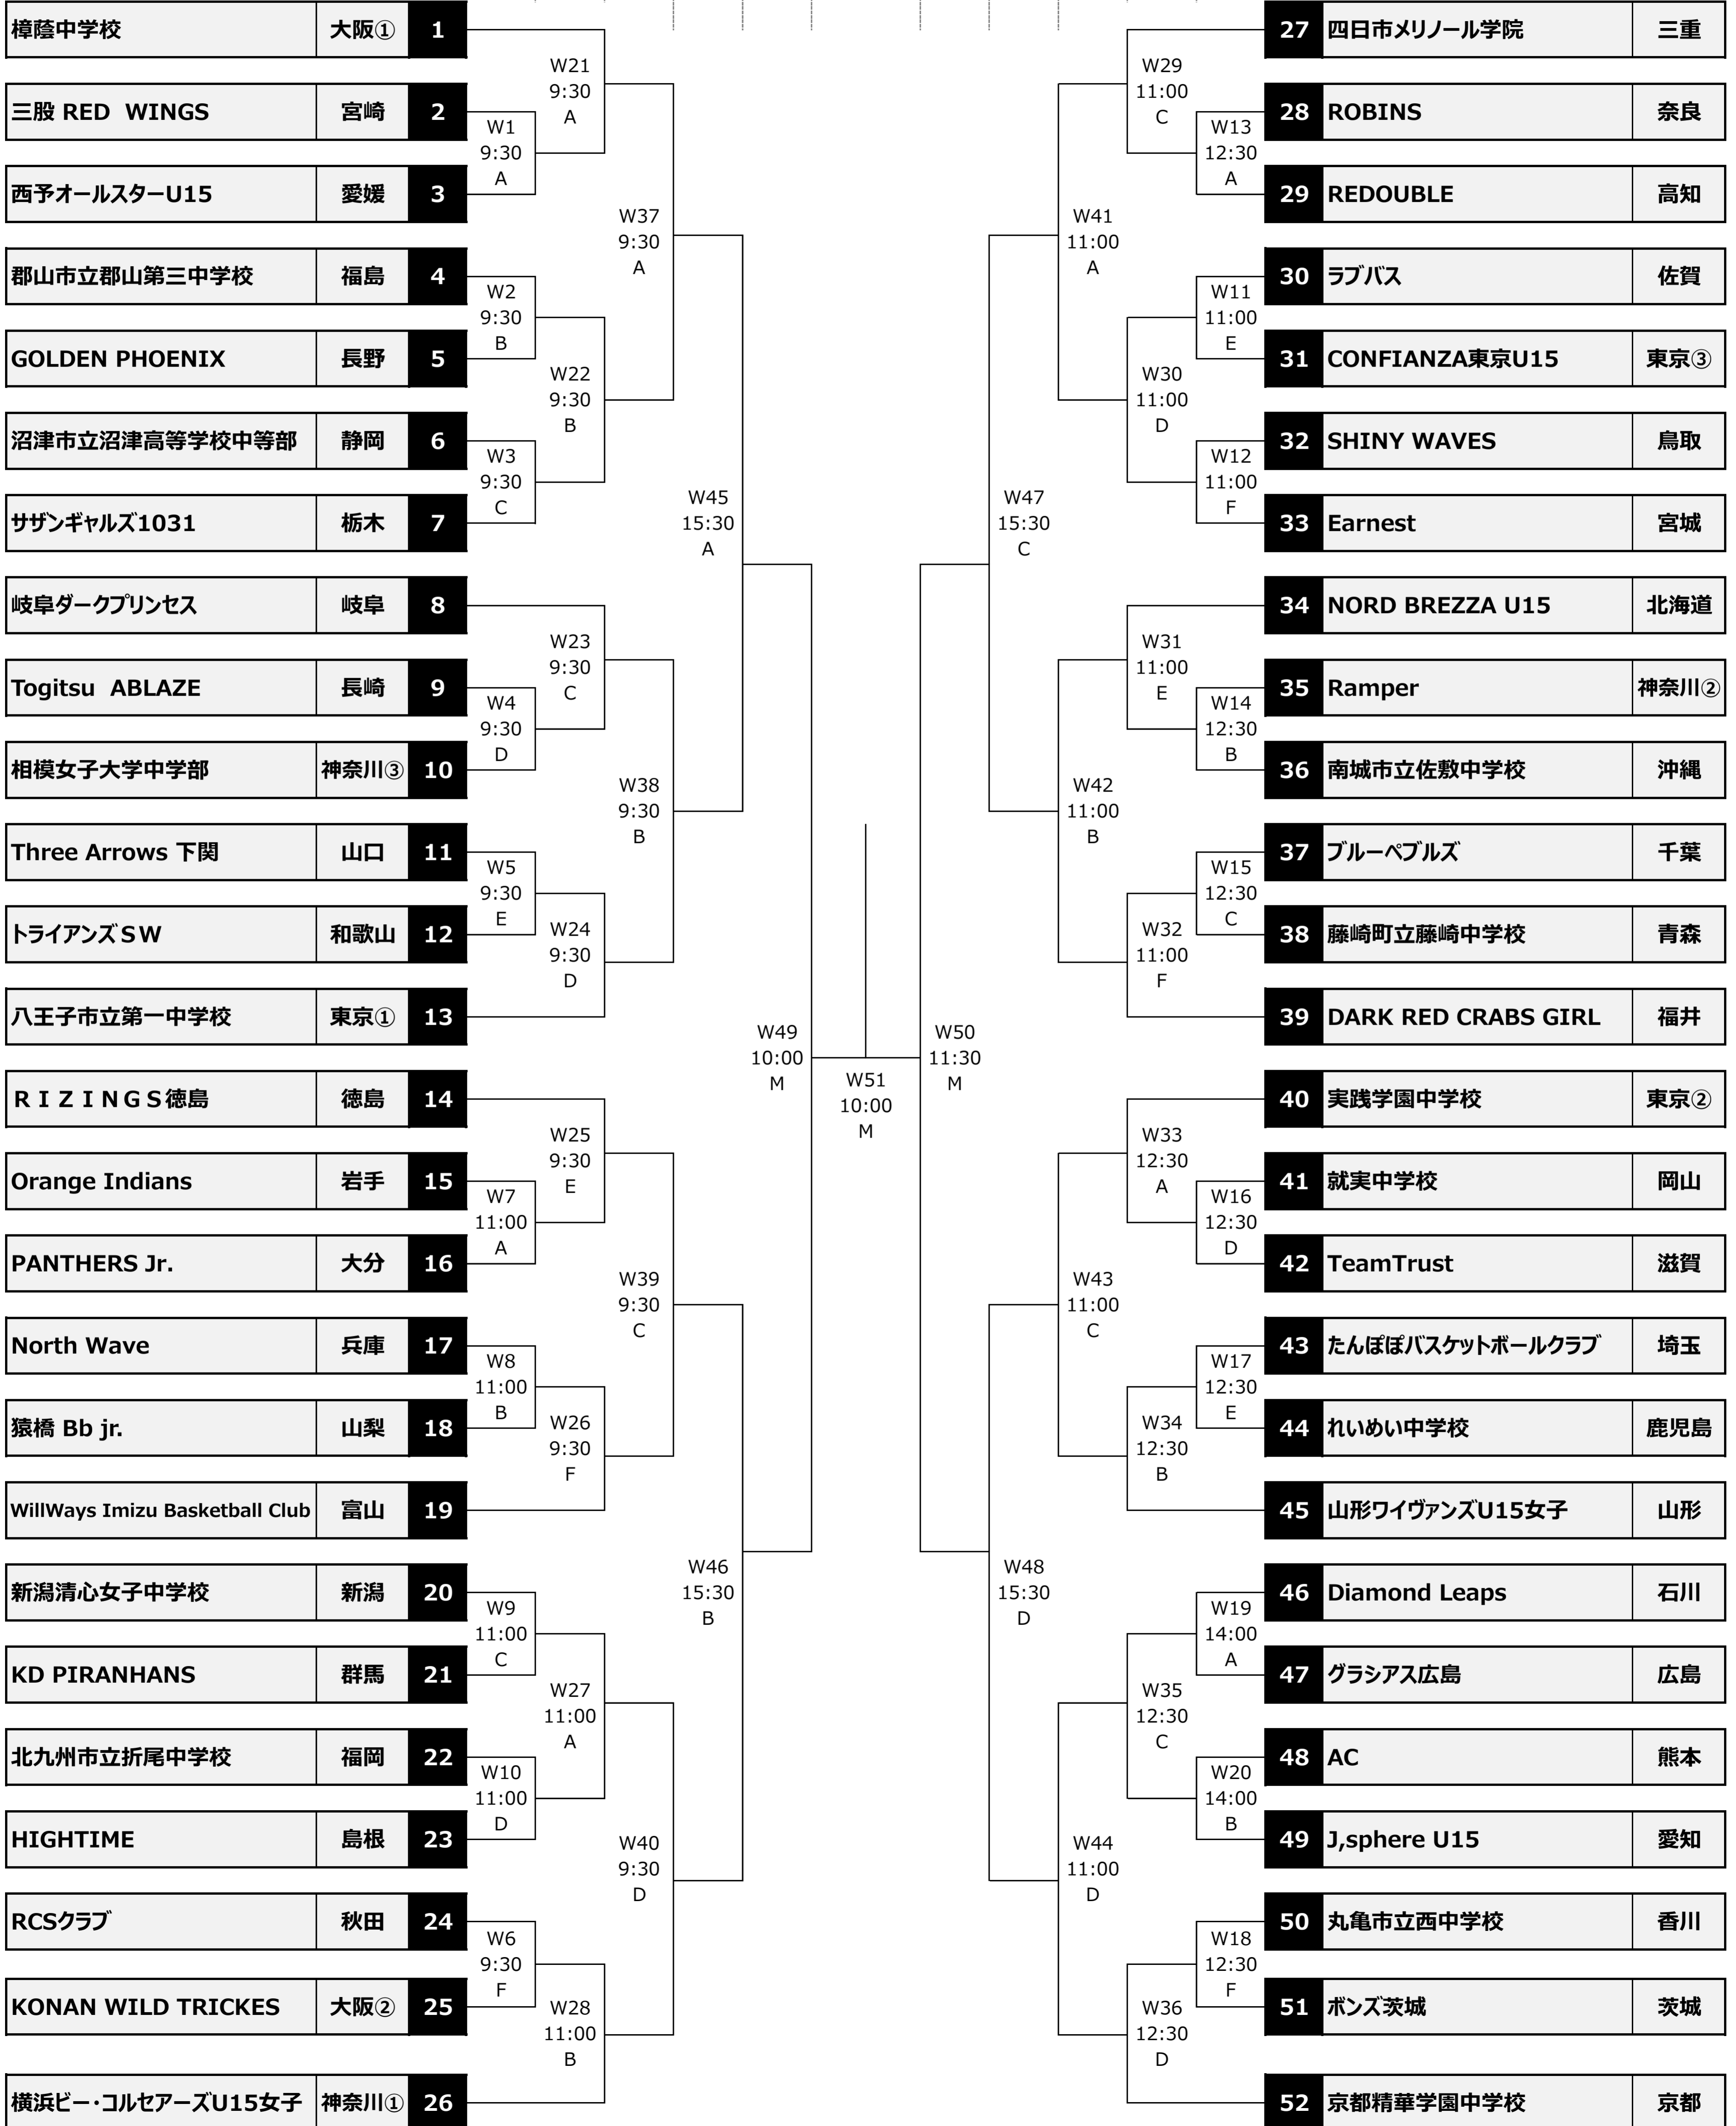 樟蔭中学校 大阪① 1
三股 RED WINGS 宮崎 2
西予オールスターU15 愛媛 3
郡山市立郡山第三中学校 福島 4
GOLDEN PHOENIX 長野 5
沼津市立沼津高等学校中等部 静岡 6
サザンギャルズ1031 栃木 7
岐阜ダークプリンセス 岐阜 8
Togitsu ABLAZE 長崎 9
相模女子大学中学部 神奈川③ 10
Three Arrows 下関 山口 11
トライアンズSW 和歌山 12
八王子市立第一中学校 東京① 13
RIZINGS徳島 徳島 14
Orange Indians 岩手 15
PANTHERS Jr. 大分 16
North Wave 兵庫 17
猿橋 Bb jr. 山梨 18
WillWays Imizu Basketball Club 富山 19
新潟清心女子中学校 新潟 20
KD PIRANHANS 群馬 21
北九州市立折尾中学校 福岡 22
HIGHTIME 島根 23
RCSクラブ 秋田 24
KONAN WILD TRICKES 大阪② 25
横浜ビー・コルセアーズU15女子 神奈川① 26
W1
9:30
A
W2
9:30
B
W3
9:30
C
W4
9:30
D
W5
9:30
E
W7
11:00
A
W8
11:00
B
W9
11:00
C
W10
11:00
D
W6
9:30
F
W21
9:30
A
W22
9:30
B
W23
9:30
C
W24
9:30
D
W25
9:30
E
W26
9:30
F
W27
11:00
A
W28
11:00
B
W37
9:30
A
W38
9:30
B
W39
9:30
C
W40
9:30
D
W45
15:30
A
W46
15:30
B
W49
10:00
M
W51
10:00
M
W50
11:30
M
W47
15:30
C
W48
15:30
D
W41
11:00
A
W42
11:00
B
W43
11:00
C
W44
11:00
D
W29
11:00
C
W30
11:00
D
W31
11:00
E
W32
11:00
F
W33
12:30
A
W34
12:30
B
W35
12:30
C
W36
12:30
D
W13
12:30
A
W11
11:00
E
W12
11:00
F
W14
12:30
B
W15
12:30
C
W16
12:30
D
W17
12:30
E
W19
14:00
A
W20
14:00
B
W18
12:30
F
27 四日市メリノール学院 三重
28 ROBINS 奈良
29 REDOUBLE 高知
30 ラブバス 佐賀
31 CONFIANZA東京U15 東京③
32 SHINY WAVES 鳥取
33 Earnest 宮城
34 NORD BREZZA U15 北海道
35 Ramper 神奈川②
36 南城市立佐敷中学校 沖縄
37 ブルーペブルズ 千葉
38 藤崎町立藤崎中学校 青森
39 DARK RED CRABS GIRL 福井
40 実践学園中学校 東京②
41 就実中学校 岡山
42 TeamTrust 滋賀
43 たんぽぽバスケットボールクラブ 埼玉
44 れいめい中学校 鹿児島
45 山形ワイヴァンズU15女子 山形
46 Diamond Leaps 石川
47 グラシアス広島 広島
48 AC 熊本
49 J,sphere U15 愛知
50 丸亀市立西中学校 香川
51 ボンズ茨城 茨城
52 京都精華学園中学校 京都